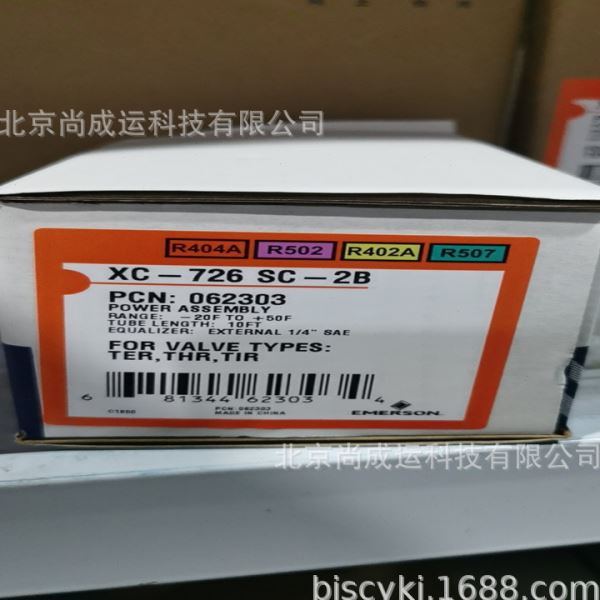 北京尚成运科技有限公司
R404A R502 R402A R507
XC-726 SC-2B
PCN: 062303
POWER ASSEMBLY
RANGE: -20F TO +50F
TUBE LENGTH: 10FT
EQUALIZER: EXTERNAL 1/4" SAE
FOR VALVE TYPES:
TER,THR,TIR
6 81344 62303 4
PCN 062303
MADE IN CHINA
EMERSON
北京尚成运科技有限公司
biscykj.1688.com